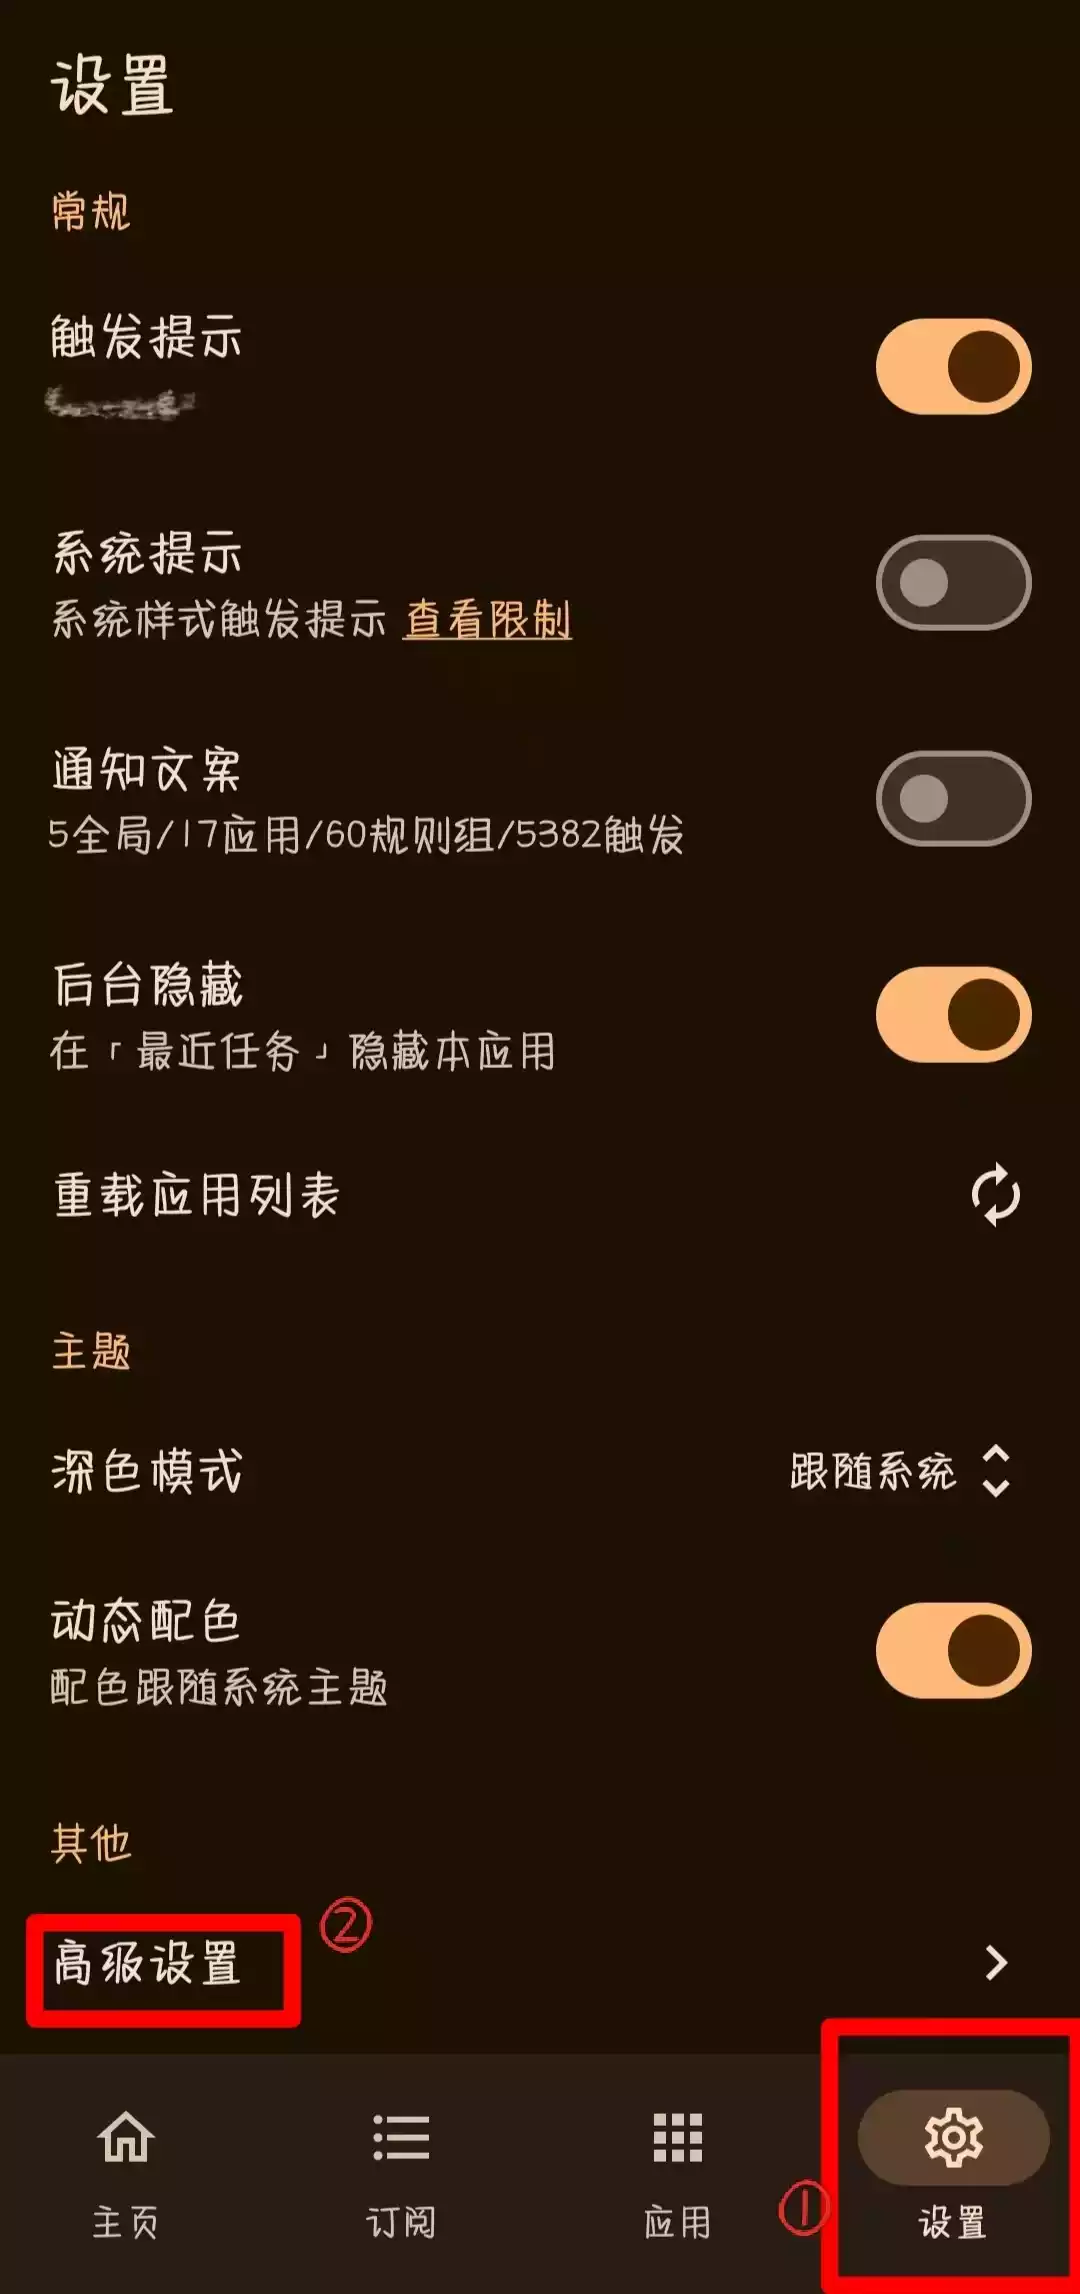 设置
常规
触发提示
系统提示
系统样式触发提示 查看限制
通知文案
5全局/17应用/60规则组/5382触发
后台隐藏
在「最近任务」隐藏本应用
重载应用列表
主题
深色模式 跟随系统
动态配色
配色跟随系统主题
其他
高级设置 ②
主页 订阅 应用 ① 设置